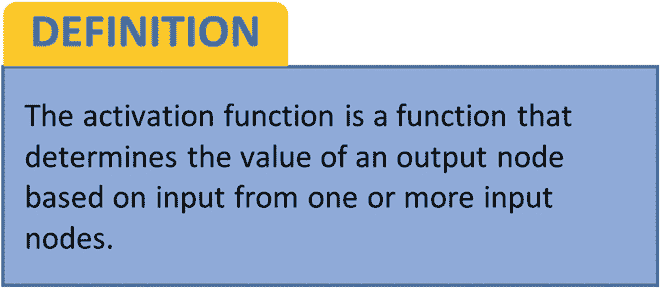 DEFINITION
The activation function is a function that
determines the value of an output node
based on input from one or more input
nodes.